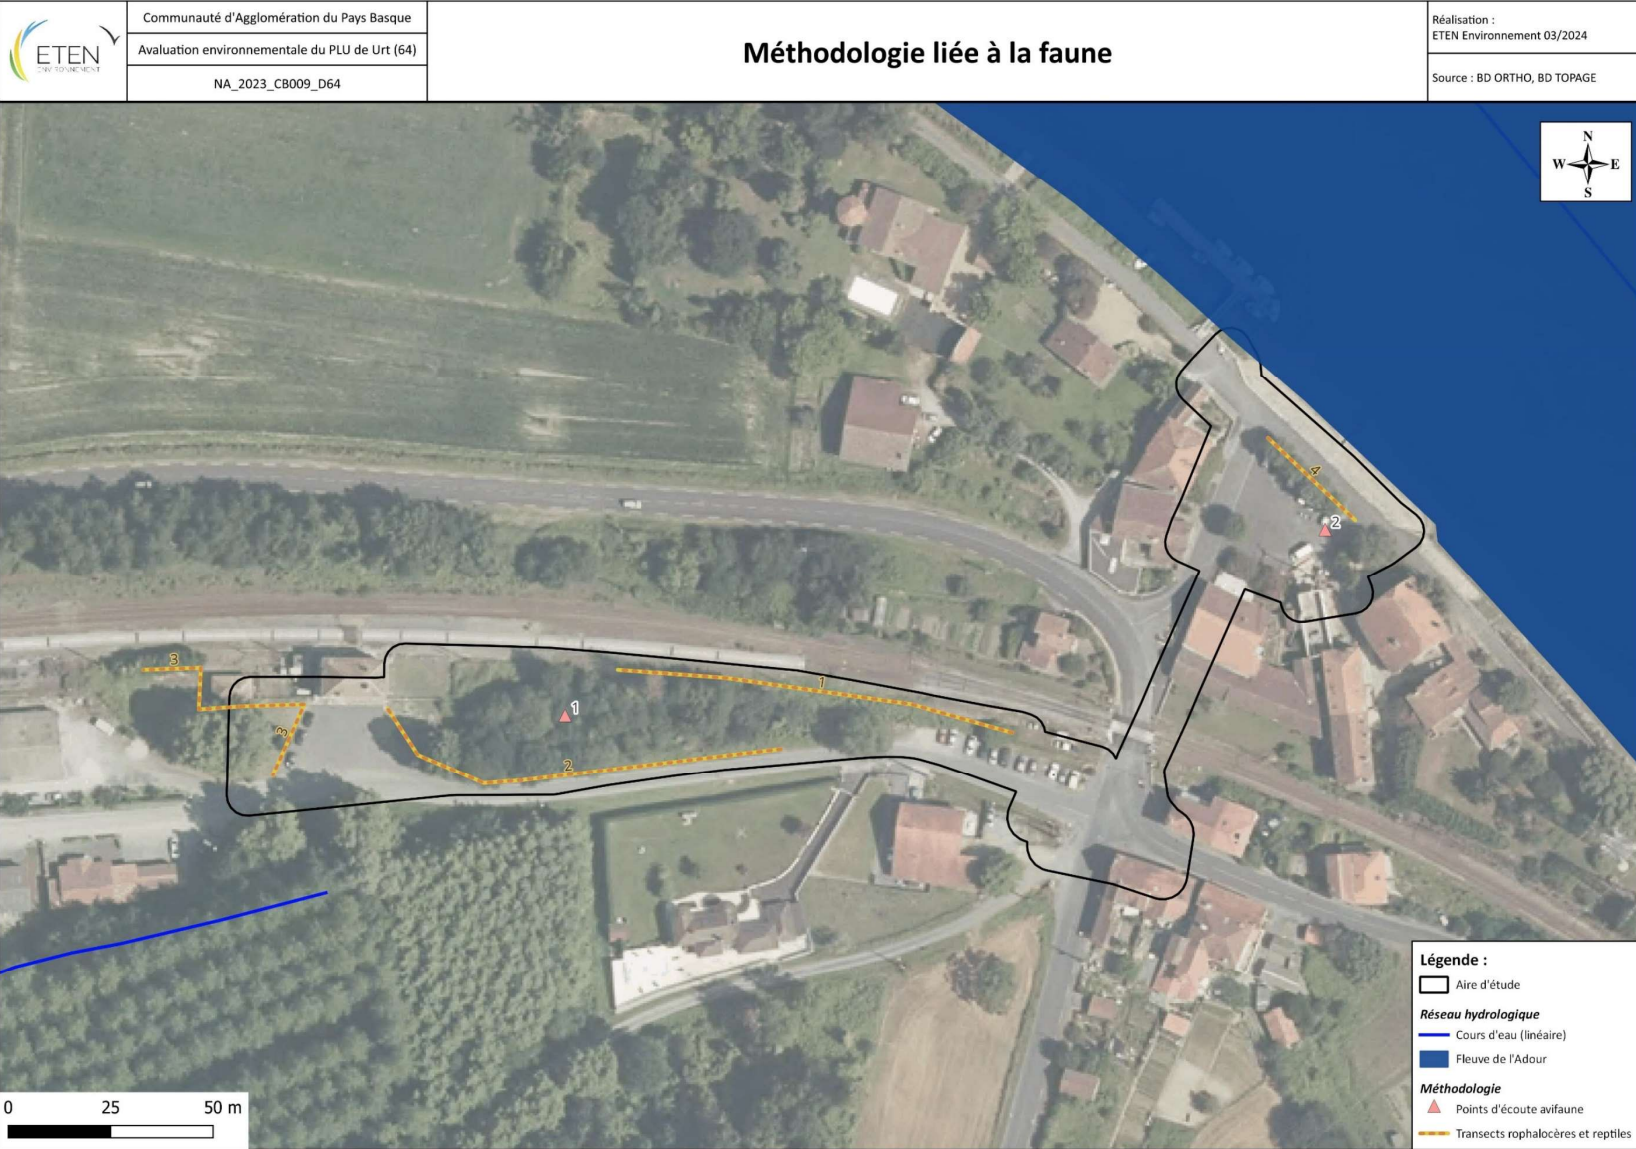 ETEN
ENVIRONNEMENT
Communauté d'Agglomération du Pays Basque
Avaluation environnementale du PLU de Urt (64)
NA_2023_CB009_D64
Méthodologie liée à la faune
Réalisation :
ETEN Environnement 03/2024
Source : BD ORTHO, BD TOPAGE
N
W E
S
4
2
3
1
1
3
2
Légende :
Aire d'étude
Réseau hydrologique
Cours d'eau (linéaire)
Fleuve de l'Adour
Méthodologie
Points d'écoute avifaune
Transects rophalocères et reptiles
0 25 50 m